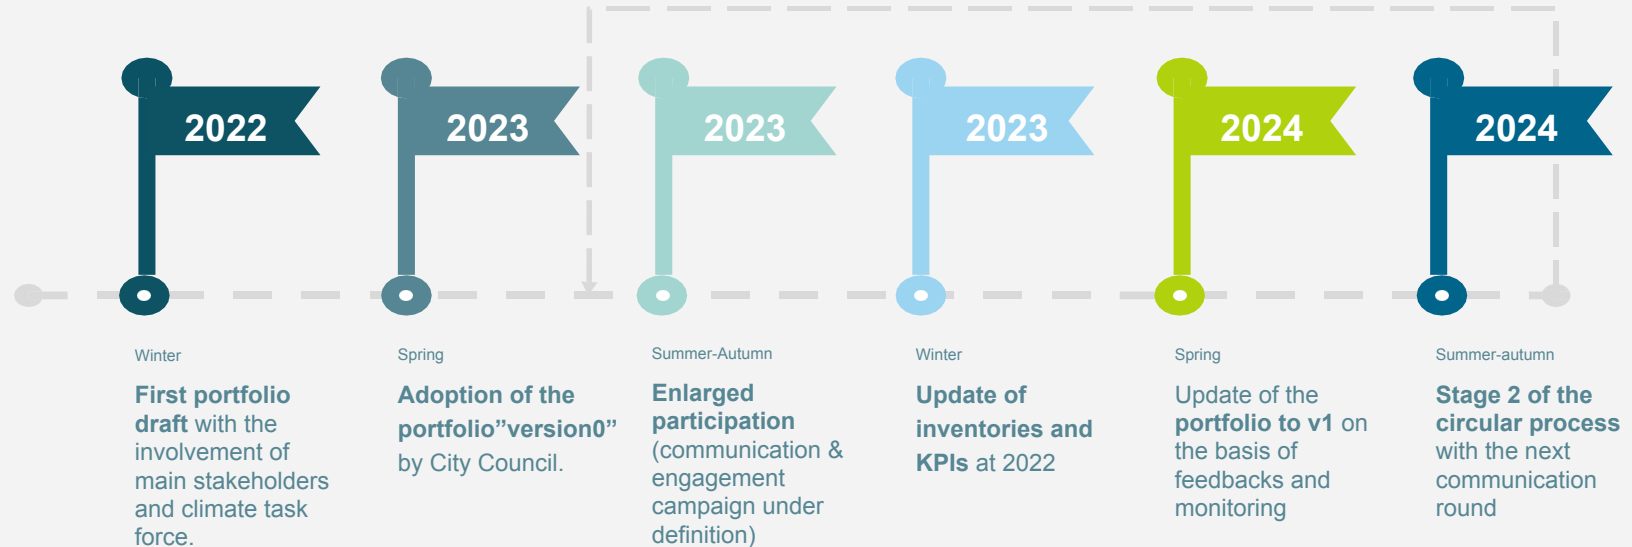 2022
2023
2023
2023
2024
2024
Winter
First portfolio
draft with the
involvement of
main stakeholders
and climate task
force.
Spring
Adoption of the
portfolio”version0”
by City Council.
Summer-Autumn
Enlarged
participation
(communication &
engagement
campaign under
definition)
Winter
Update of
inventories and
KPIs at 2022
Spring
Update of the
portfolio to v1 on
the basis of
feedbacks and
monitoring
Summer-autumn
Stage 2 of the
circular process
with the next
communication
round